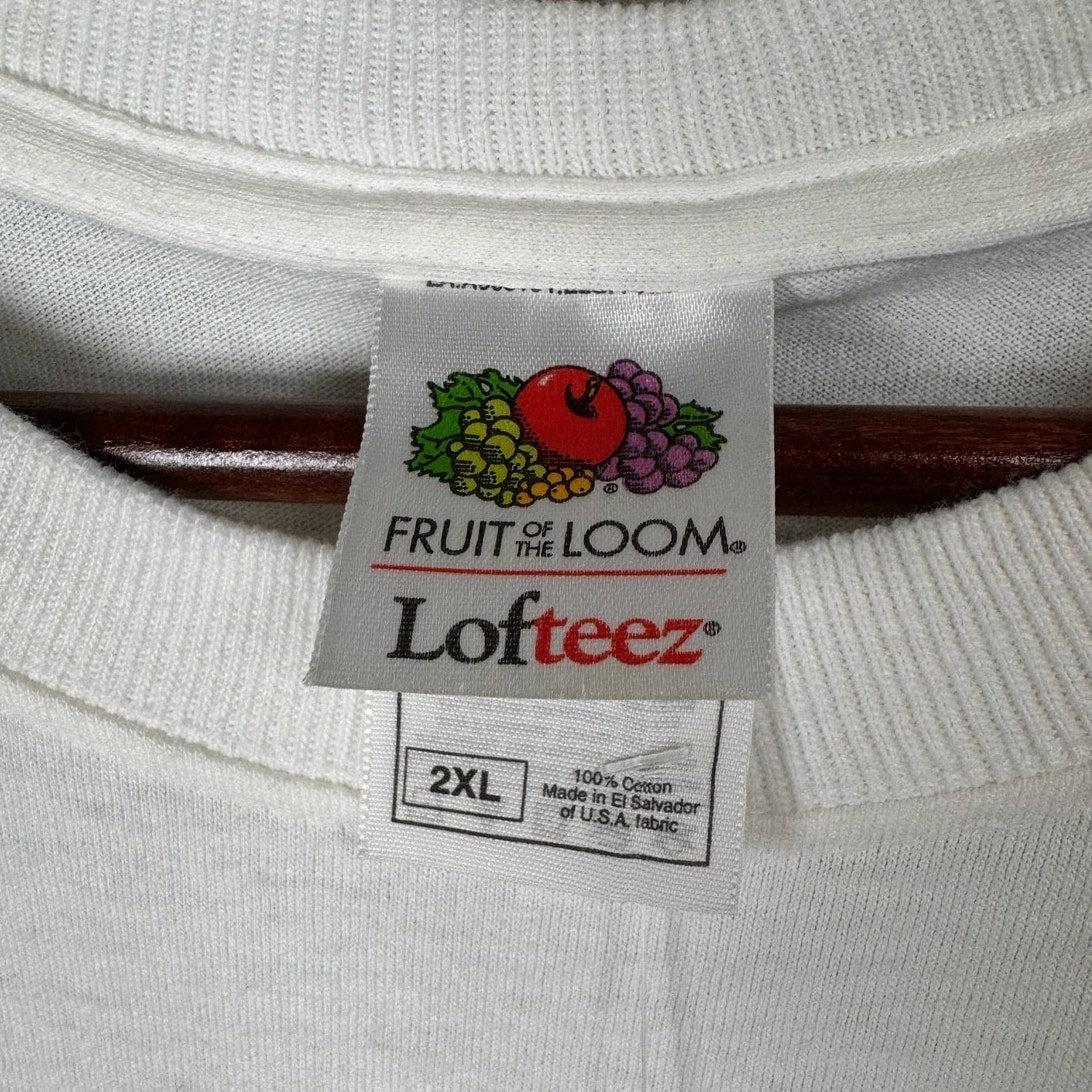 FRUIT OF THE LOOM®
Lofteez®
2XL
100% Cotton
Made in El Salvador
of U.S.A. fabric